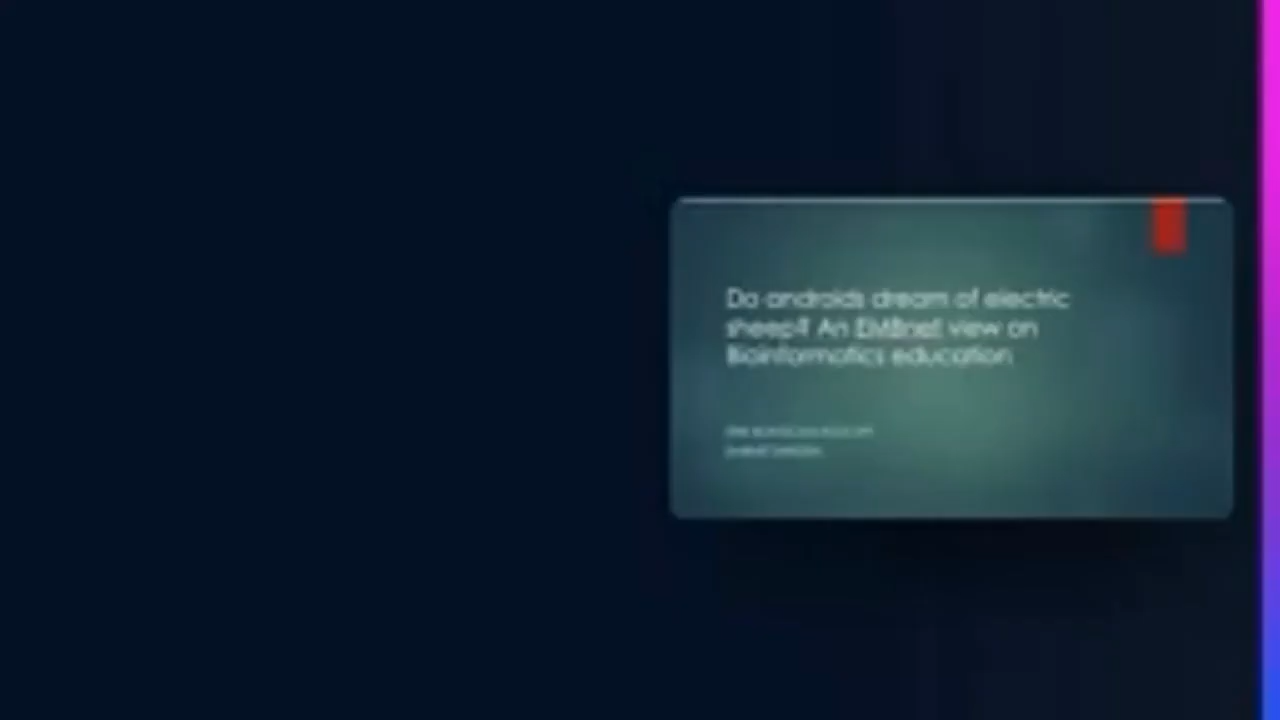 Do androids dream of electric
sheep? An EMBnet view on
Bioinformatics education